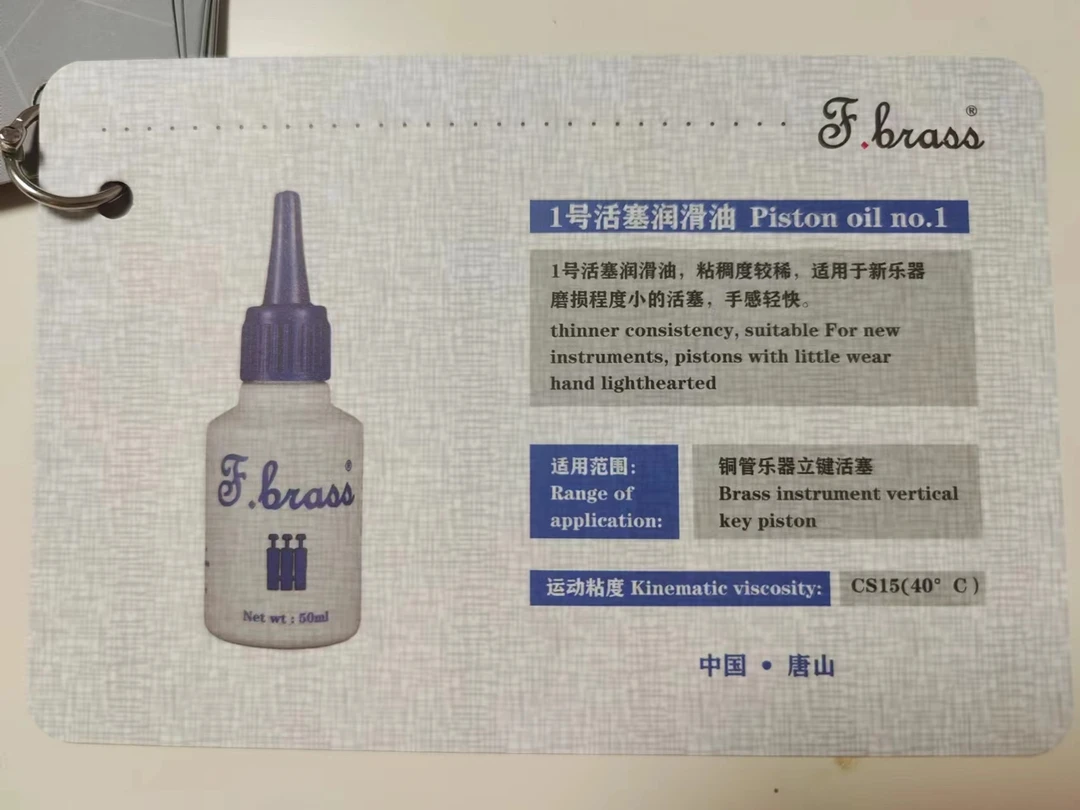 F.brass®
1号活塞润滑油 Piston oil no.1
1号活塞润滑油，粘稠度较稀，适用于新乐器
磨损程度小的活塞，手感轻快。
thinner consistency, suitable For new
instruments, pistons with little wear
hand lighthearted
F.brass®
Net wt : 50ml
适用范围:
Range of
application:
铜管乐器立键活塞
Brass instrument vertical
key piston
运动粘度 Kinematic viscosity:
CS15(40° C )
中国 • 唐山